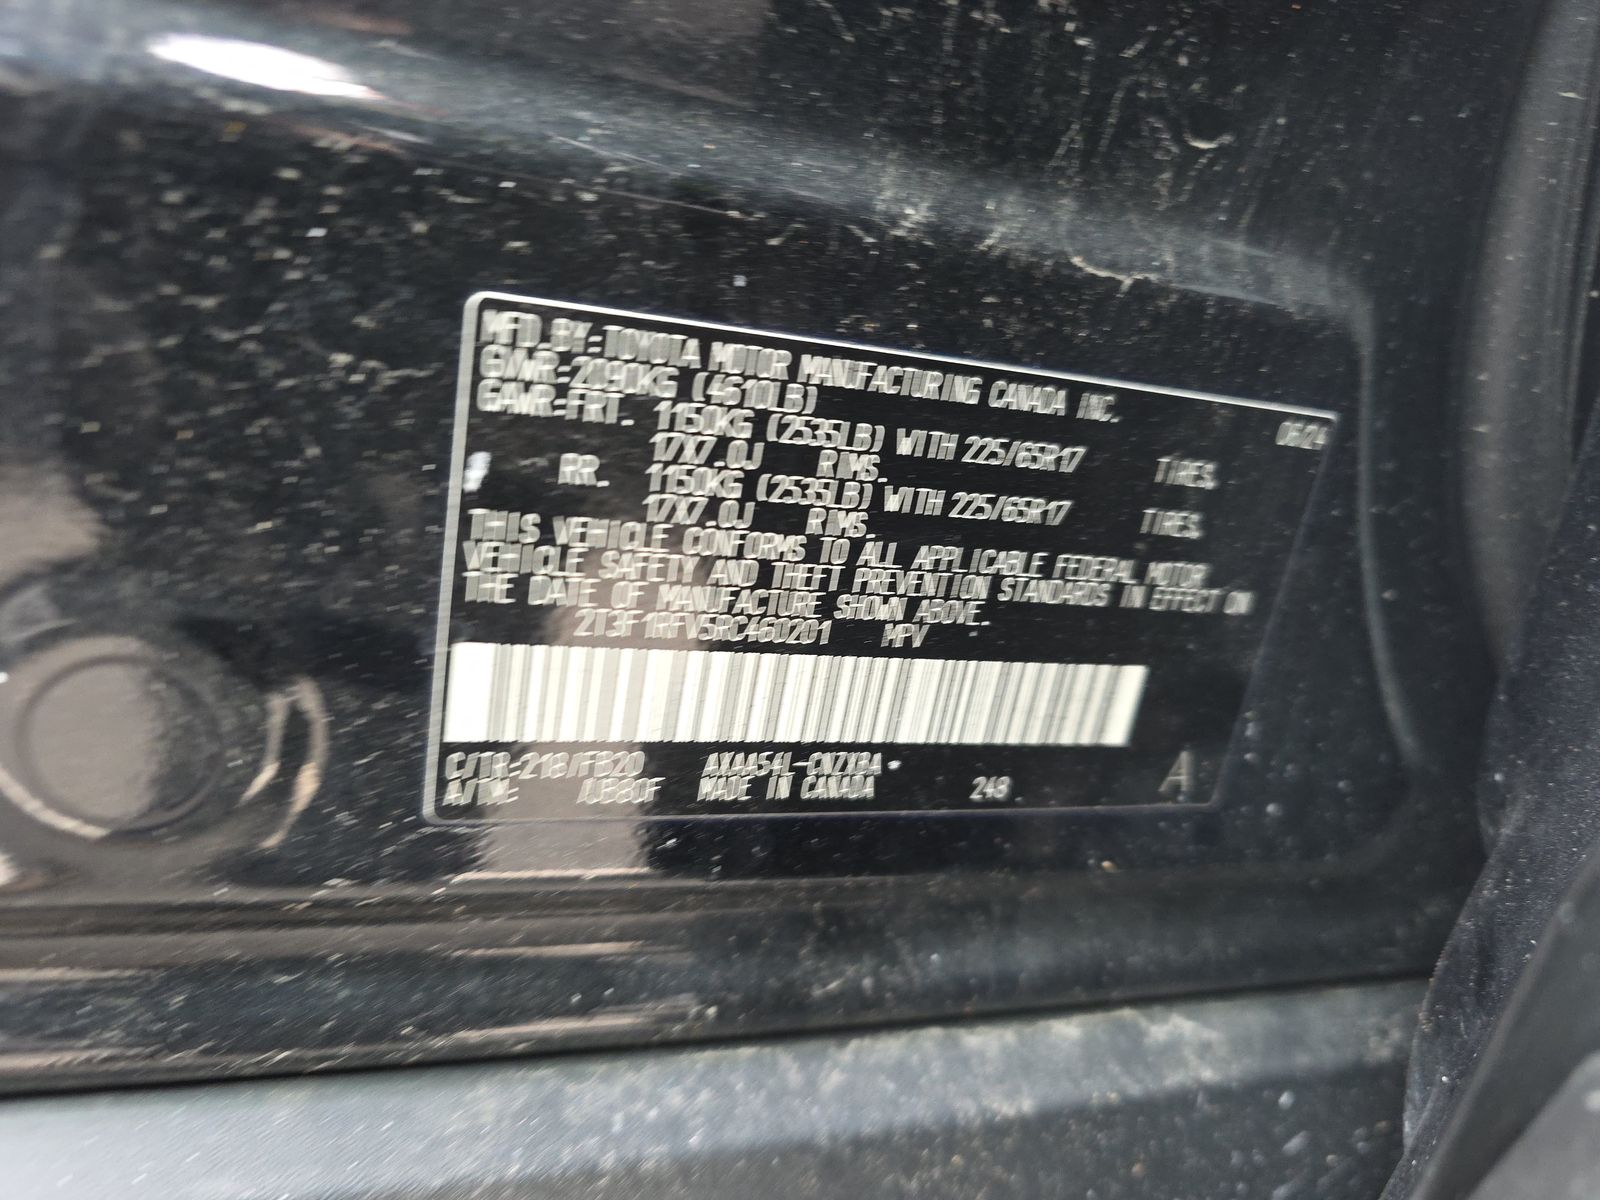 MFD. BY: TOYOTA MOTOR MANUFACTURING CANADA INC. 06/24
GVWR: 2090KG (4610LB)
GAWR: FRT. 1150KG (2535LB) WITH 225/65R17 TIRES,
17X7.0J RIMS.
RR. 1150KG (2535LB) WITH 225/65R17 TIRES,
17X7.0J RIMS.
THIS VEHICLE CONFORMS TO ALL APPLICABLE FEDERAL MOTOR
VEHICLE SAFETY AND THEFT PREVENTION STANDARDS IN EFFECT ON
THE DATE OF MANUFACTURE SHOWN ABOVE.
2T3F1RFV5RC460201 MPV
C/TR: 218/FB20 AXAA54L-CNZXBA
A/TM: /UB80F MADE IN CANADA 248 A